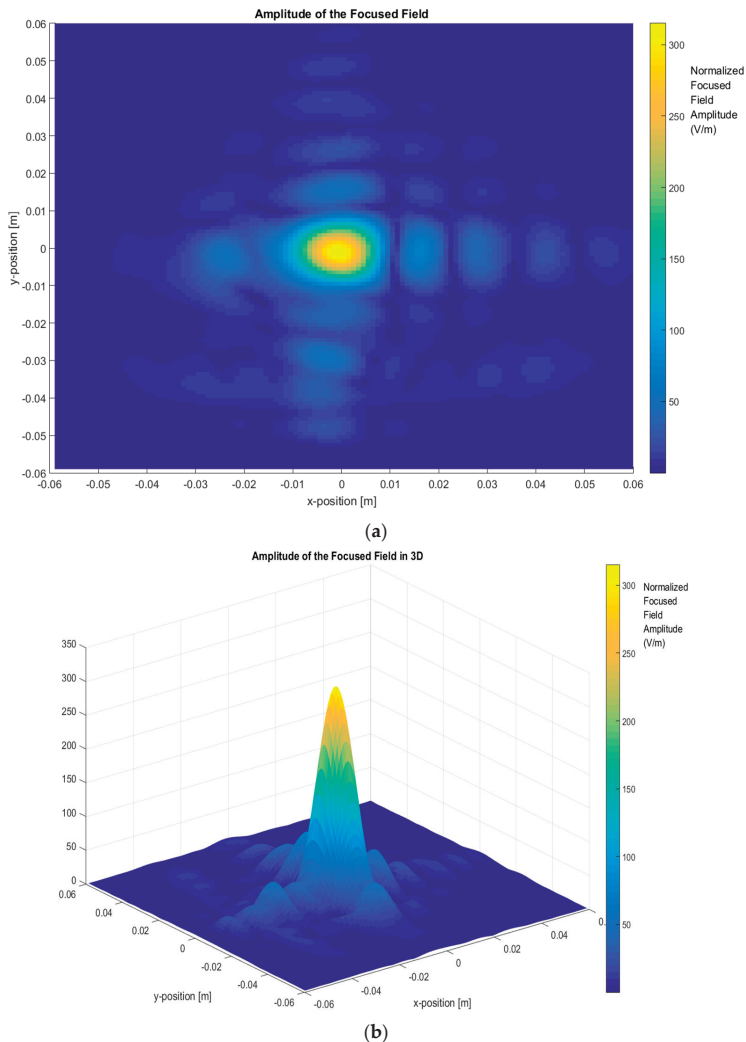 Amplitude of the Focused Field
0.06
0.05
0.04
0.03
0.02
0.01
0
-0.01
-0.02
-0.03
-0.04
-0.05
-0.06
y-position [m]
-0.06 -0.05 -0.04 -0.03 -0.02 -0.01 0 0.01 0.02 0.03 0.04 0.05 0.06
x-position [m]
300
250
200
150
100
50
Normalized
Focused
Field
Amplitude
(V/m)
(a)
Amplitude of the Focused Field in 3D
350
300
250
200
150
100
50
0
0.06
0.04
0.02
0
-0.02
-0.04
-0.06
y-position [m]
-0.06
-0.04
-0.02
0
0.02
0.04
0.
x-position [m]
300
250
200
150
100
50
Normalized
Focused
Field
Amplitude
(V/m)
(b)